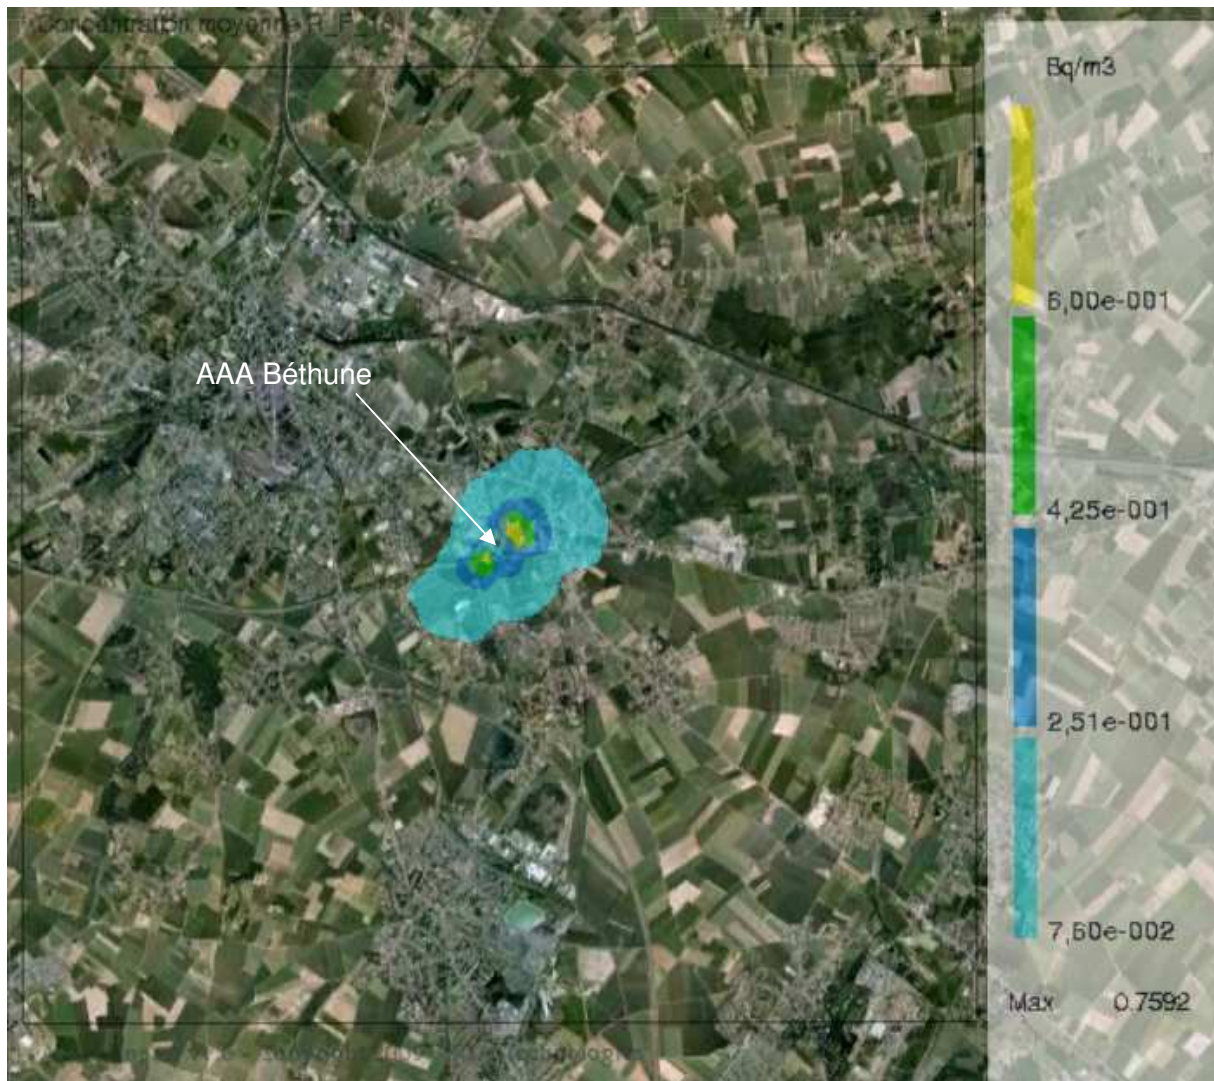 Concentration moyenne R_F_18
Bq/m3
6,00e-001
AAA Béthune
4,25e-001
2,51e-001
7,60e-002
Max 0.7592